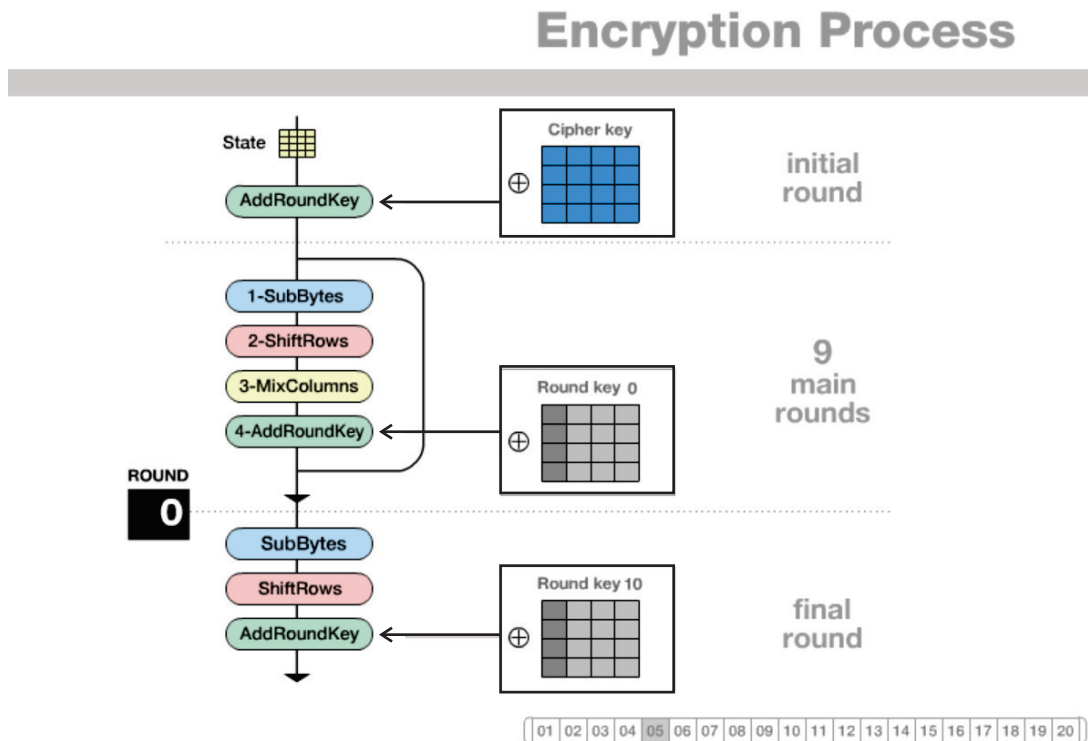 Encryption Process
State
Cipher key
⊕
AddRoundKey
initial
round
1-SubBytes
2-ShiftRows
3-MixColumns
4-AddRoundKey
Round key 0
⊕
9
main
rounds
ROUND
0
SubBytes
ShiftRows
AddRoundKey
Round key 10
⊕
final
round
01 02 03 04 05 06 07 08 09 10 11 12 13 14 15 16 17 18 19 20